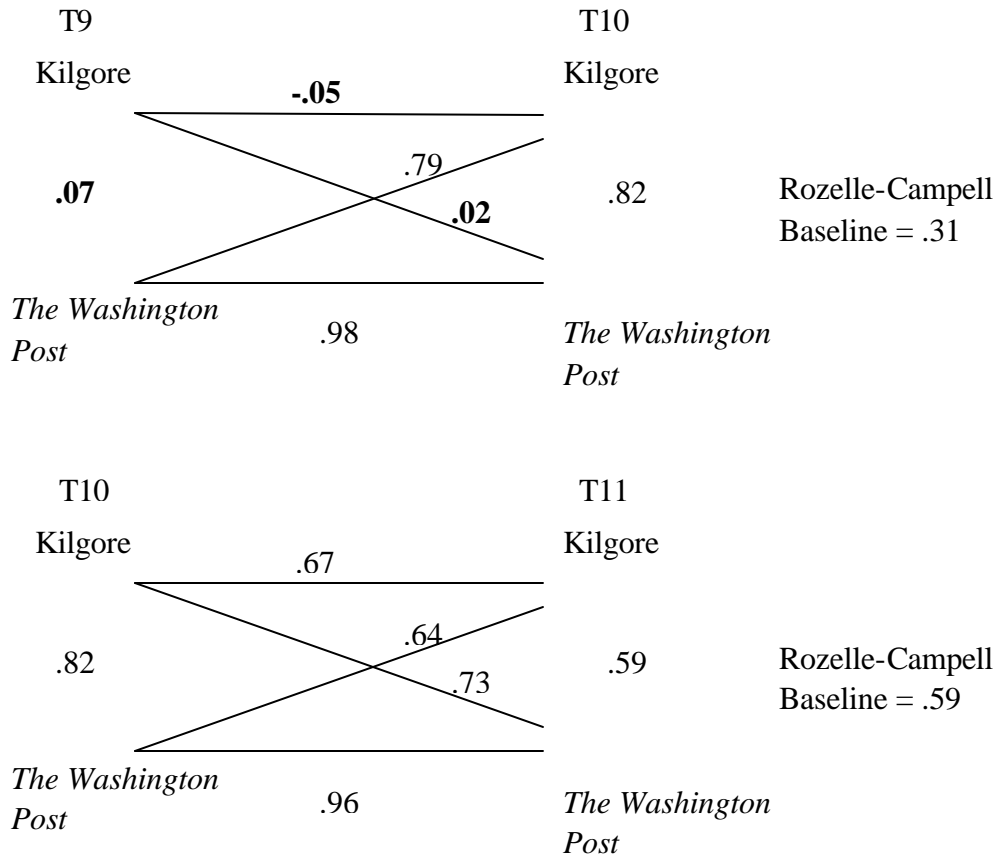 T9 T10
Kilgore Kilgore
-.05
.79
.07 .82 Rozelle-Campell
.02 Baseline = .31
The Washington
Post
.98 The Washington
Post
T10 T11
Kilgore Kilgore
.67
.64
.82 .59 Rozelle-Campell
.73 Baseline = .59
The Washington
Post
.96 The Washington
Post